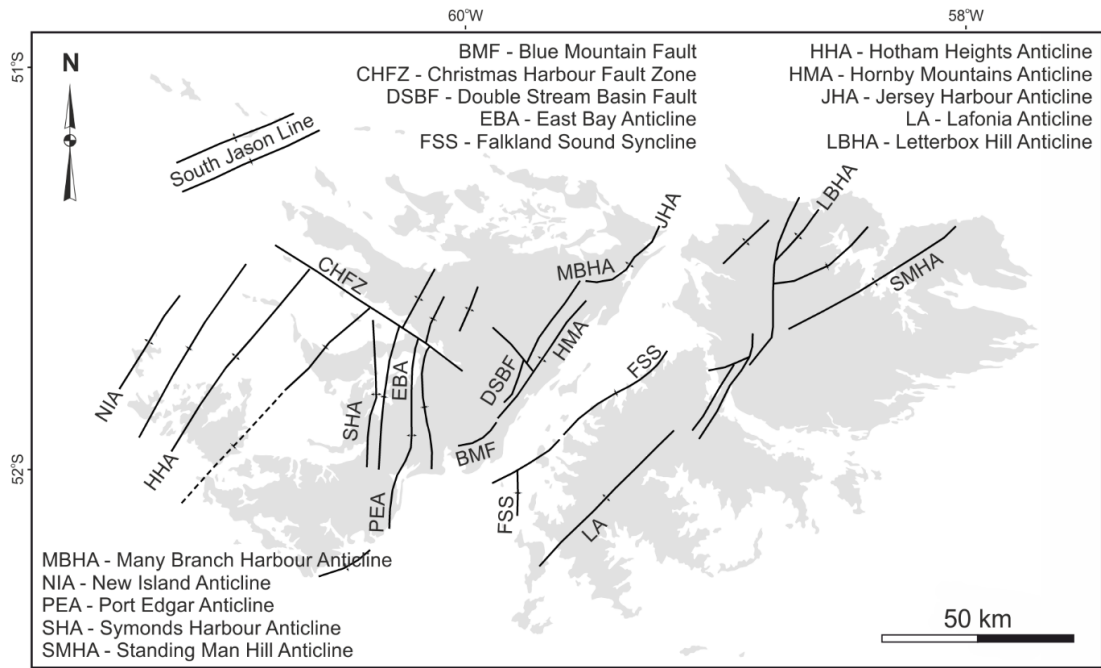 60°W
58°W
51°S
N
BMF - Blue Mountain Fault
CHFZ - Christmas Harbour Fault Zone
DSBF - Double Stream Basin Fault
EBA - East Bay Anticline
FSS - Falkland Sound Syncline
HHA - Hotham Heights Anticline
HMA - Hornby Mountains Anticline
JHA - Jersey Harbour Anticline
LA - Lafonia Anticline
LBHA - Letterbox Hill Anticline
South Jason Line
LBHA
JHA
CHFZ
MBHA
SMHA
HMA
NIA
EBA
DSBF
FSS
SHA
HHA
BMF
52°S
PEA
FSS
LA
MBHA - Many Branch Harbour Anticline
NIA - New Island Anticline
PEA - Port Edgar Anticline
SHA - Symonds Harbour Anticline
SMHA - Standing Man Hill Anticline
50 km